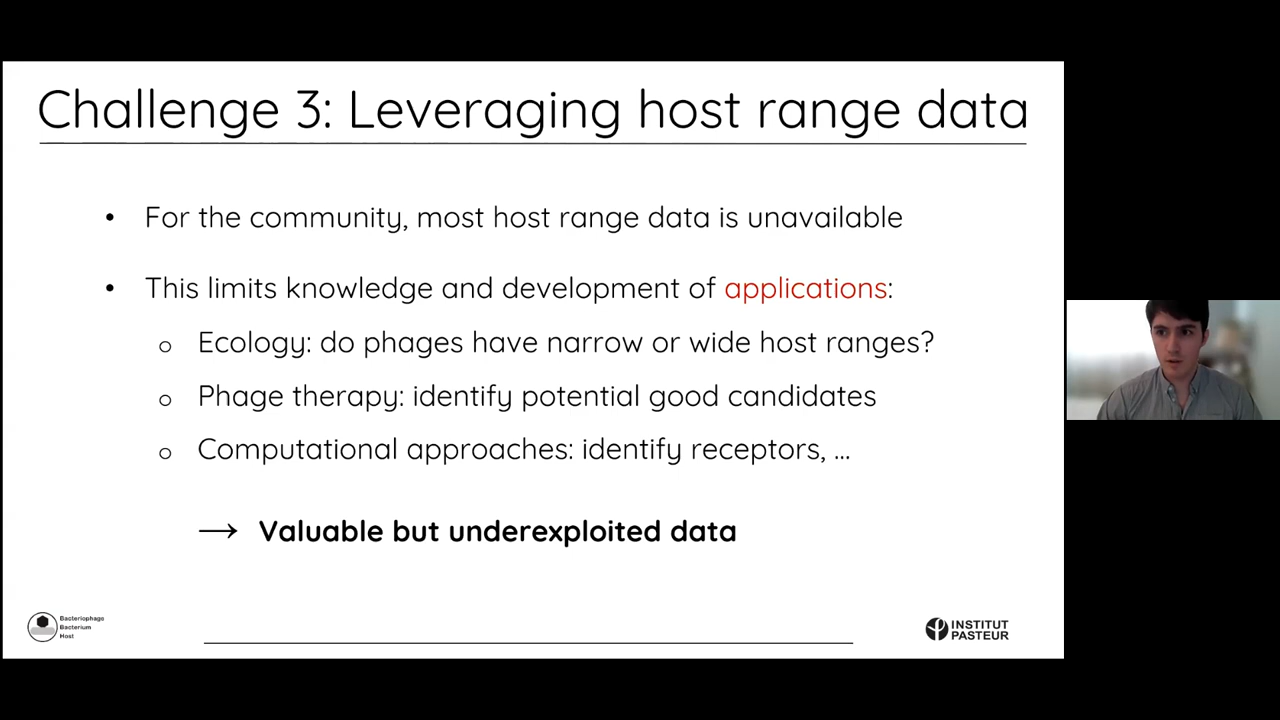 Challenge 3: Leveraging host range data
• For the community, most host range data is unavailable
• This limits knowledge and development of applications:
o Ecology: do phages have narrow or wide host ranges?
o Phage therapy: identify potential good candidates
o Computational approaches: identify receptors, ...
→ Valuable but underexploited data
Bacteriophage
Bacterium
Host
INSTITUT
PASTEUR